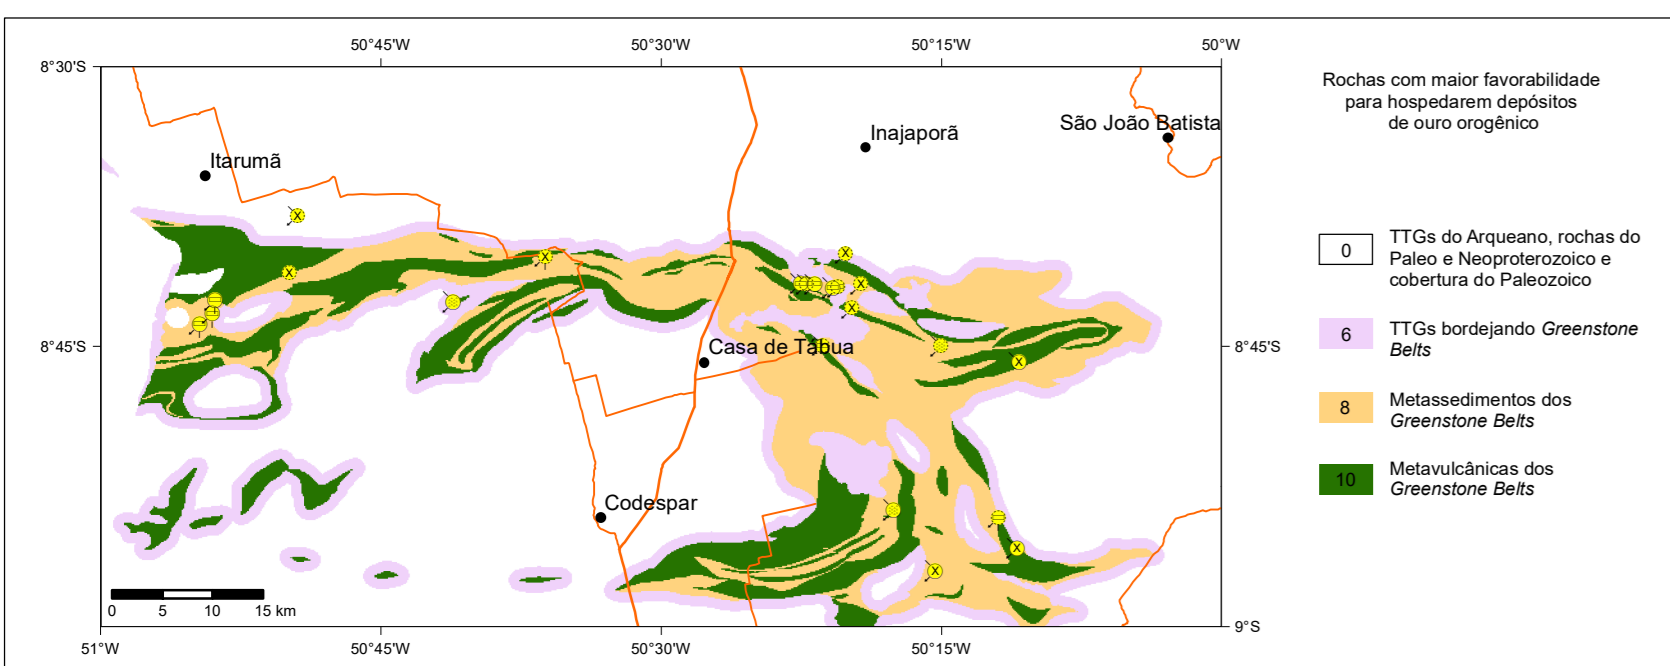 50°45'W
50°30'W
50°15'W
50°W
8°30'S
Rochas com maior favorabilidade
para hospedarem depósitos
de ouro orogênico
São João Batista
Inajaporã
Itarumã
0
TTGs do Arqueano, rochas do
Paleo e Neoproterozoico e
cobertura do Paleozoico
6
TTGs bordejando Greenstone
Belts
Casa de Tábua
8°45'S
8°45'S
8
Metassedimentos dos
Greenstone Belts
10
Metavulcânicas dos
Greenstone Belts
Codespar
0 5 10 15 km
9°S
51°W
50°45'W
50°30'W
50°15'W